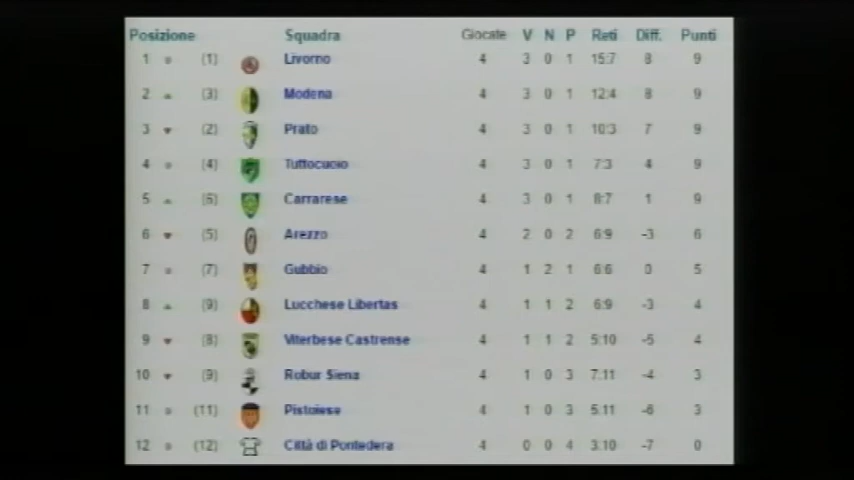 Posizione Squadra Giocate V N P Reti Diff. Punti
1 (1) Livorno 4 3 0 1 15:7 8 9
2 (3) Modena 4 3 0 1 12:4 8 9
3 (2) Prato 4 3 0 1 10:3 7 9
4 (4) Tuttocuoio 4 3 0 1 7:3 4 9
5 (6) Carrarese 4 3 0 1 8:7 1 9
6 (5) Arezzo 4 2 0 2 6:9 -3 6
7 (7) Gubbio 4 1 2 1 6:6 0 5
8 (9) Lucchese Libertas 4 1 1 2 6:9 -3 4
9 (8) Viterbese Castrense 4 1 1 2 5:10 -5 4
10 (9) Robur Siena 4 1 0 3 7:11 -4 3
11 (11) Pistoiese 4 1 0 3 5:11 -6 3
12 (12) Città di Pontedera 4 0 0 4 3:10 -7 0